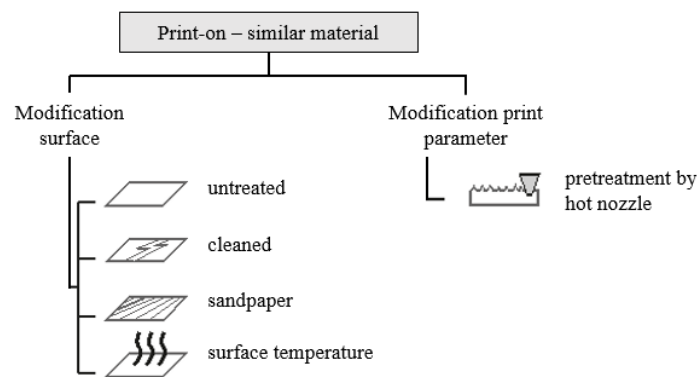 Print-on – similar material
Modification
surface
Modification print
parameter
untreated
cleaned
sandpaper
surface temperature
pretreatment by
hot nozzle